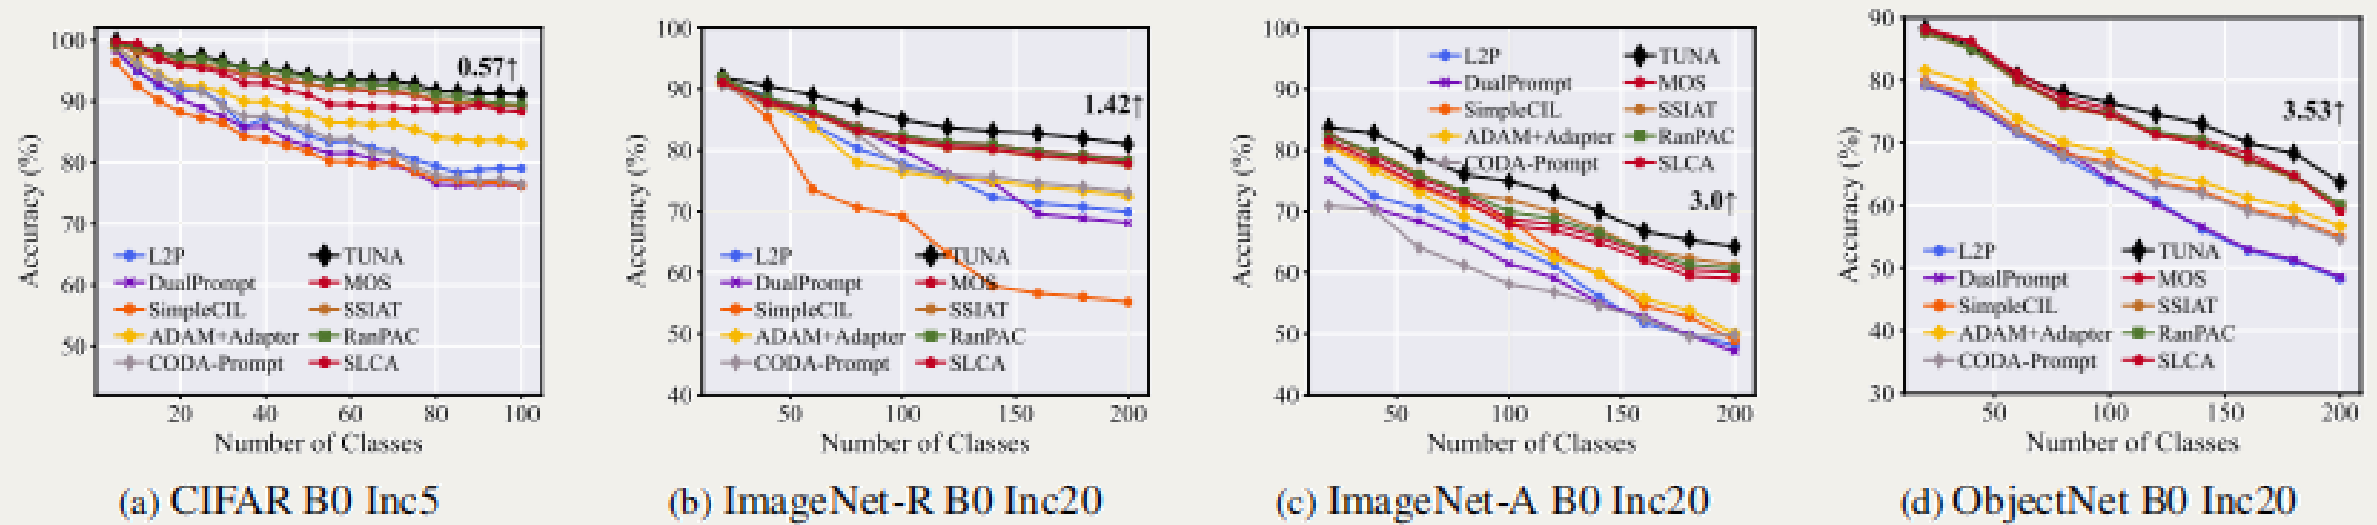 100
90
80
70
60
50
20 40 60 80 100
Accuracy (%)
Number of Classes
0.57↑
L2P
DualPrompt
SimpleCIL
ADAM+Adapter
CODA-Prompt
TUNA
MOS
SSIAT
RanPAC
SLCA
(a) CIFAR B0 Inc5
100
90
80
70
60
50
40
50 100 150 200
Accuracy (%)
Number of Classes
1.42↑
L2P
DualPrompt
SimpleCIL
ADAM+Adapter
CODA-Prompt
TUNA
MOS
SSIAT
RanPAC
SLCA
(b) ImageNet-R B0 Inc20
100
90
80
70
60
50
40
50 100 150 200
Accuracy (%)
Number of Classes
L2P
DualPrompt
SimpleCIL
ADAM+Adapter
CODA-Prompt
TUNA
MOS
SSIAT
RanPAC
SLCA
3.0↑
(c) ImageNet-A B0 Inc20
90
80
70
60
50
40
30
50 100 150 200
Accuracy (%)
Number of Classes
3.53↑
L2P
DualPrompt
SimpleCIL
ADAM+Adapter
CODA-Prompt
TUNA
MOS
SSIAT
RanPAC
SLCA
(d) ObjectNet B0 Inc20